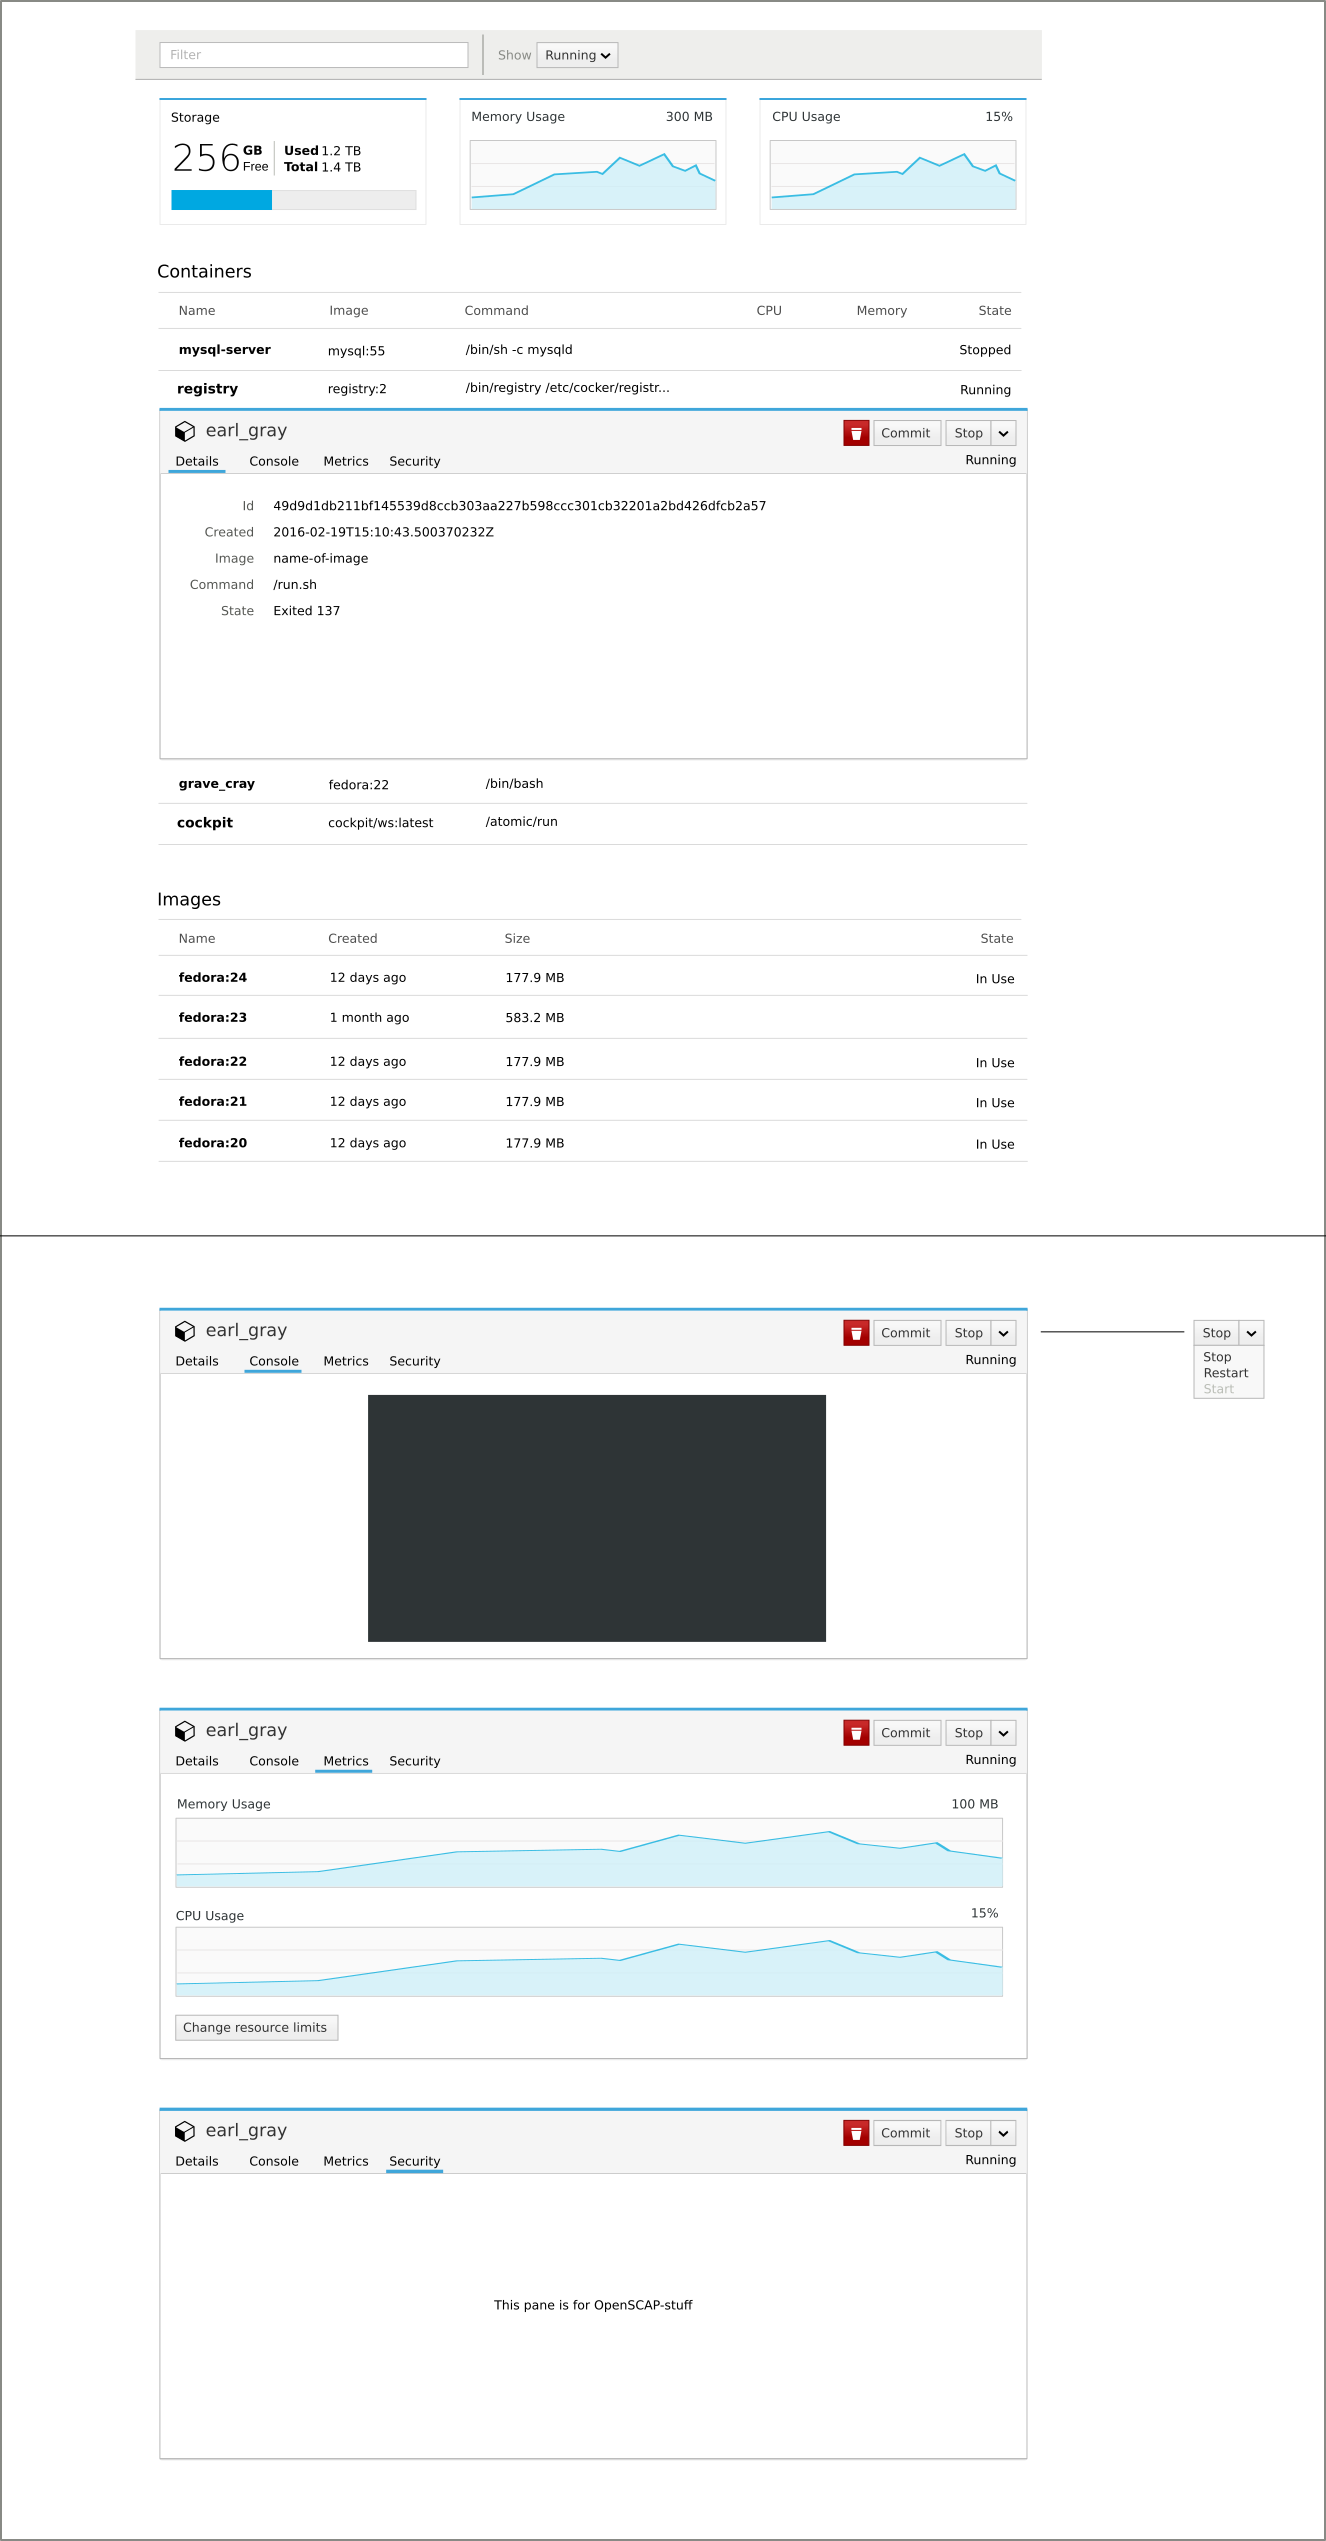 Filter Show Running
Storage
256 GB Free Used 1.2 TB Total 1.4 TB
Memory Usage 300 MB
CPU Usage 15%
Containers
Name Image Command CPU Memory State
mysql-server mysql:55 /bin/sh -c mysqld Stopped
registry registry:2 /bin/registry /etc/cocker/registr... Running
earl_gray Commit Stop
Details Console Metrics Security Running
Id 49d9d1db211bf145539d8ccb303aa227b598ccc301cb32201a2bd426dfcb2a57
Created 2016-02-19T15:10:43.500370232Z
Image name-of-image
Command /run.sh
State Exited 137
grave_cray fedora:22 /bin/bash
cockpit cockpit/ws:latest /atomic/run
Images
Name Created Size State
fedora:24 12 days ago 177.9 MB In Use
fedora:23 1 month ago 583.2 MB
fedora:22 12 days ago 177.9 MB In Use
fedora:21 12 days ago 177.9 MB In Use
fedora:20 12 days ago 177.9 MB In Use
earl_gray Commit Stop
Details Console Metrics Security Running
Stop
Stop
Restart
Start
earl_gray Commit Stop
Details Console Metrics Security Running
Memory Usage 100 MB
CPU Usage 15%
Change resource limits
earl_gray Commit Stop
Details Console Metrics Security Running
This pane is for OpenSCAP-stuff